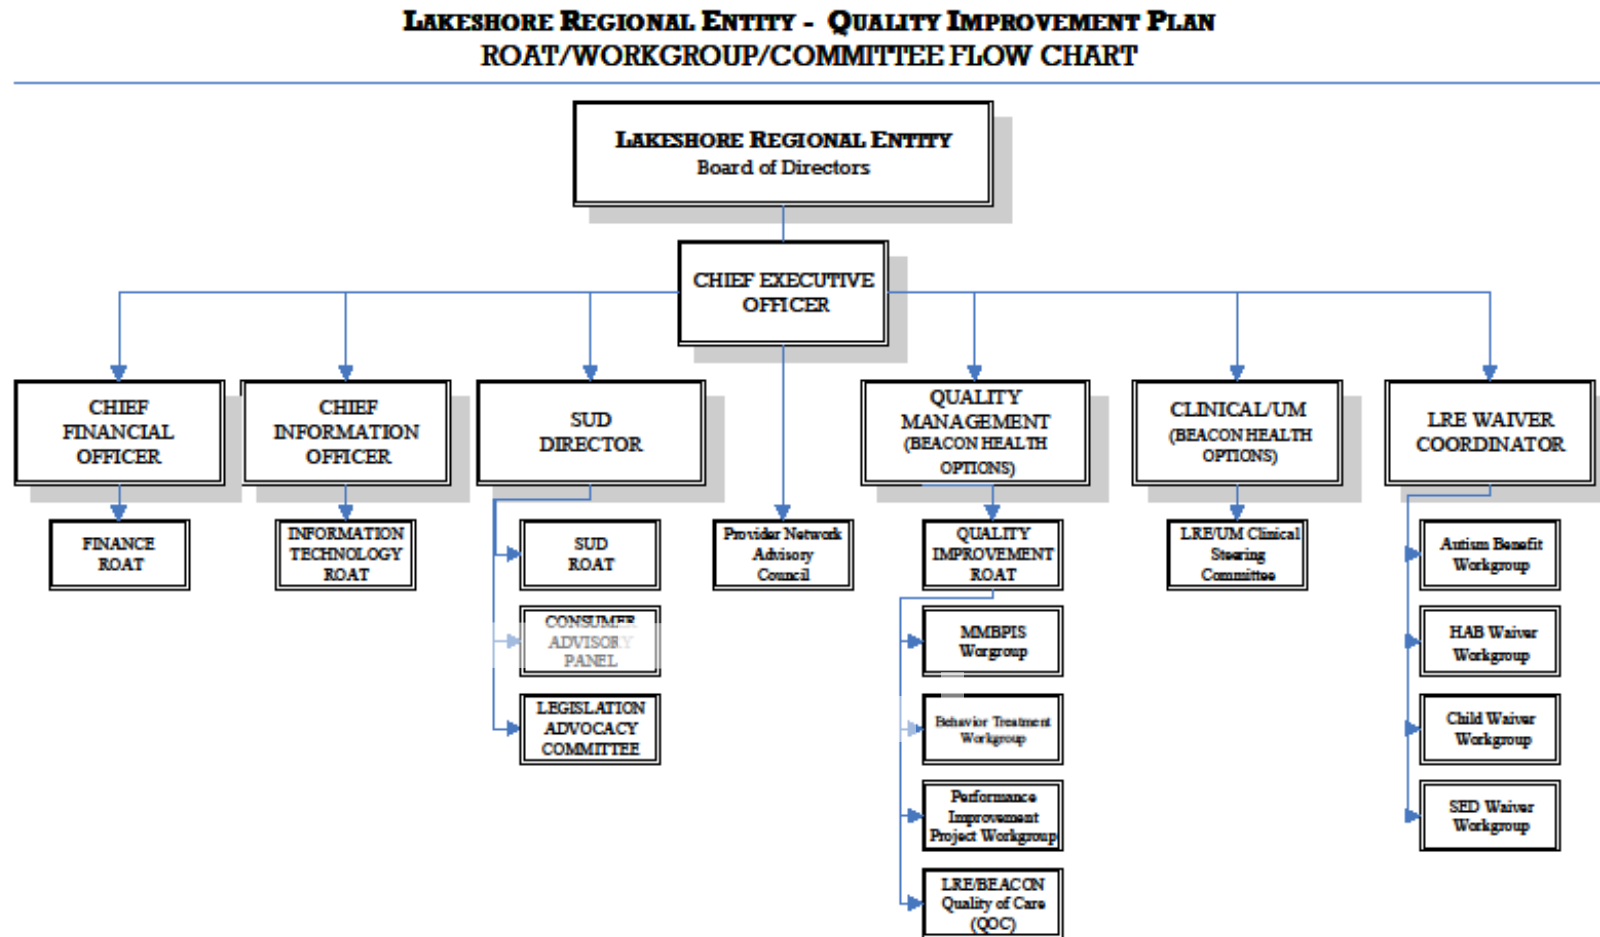 LAKESHORE REGIONAL ENTITY - QUALITY IMPROVEMENT PLAN
ROAT/WORKGROUP/COMMITTEE FLOW CHART
LAKESHORE REGIONAL ENTITY
Board of Directors
CHIEF EXECUTIVE
OFFICER
CHIEF
FINANCIAL
OFFICER
CHIEF
INFORMATION
OFFICER
SUD
DIRECTOR
QUALITY
MANAGEMENT
(BEACON HEALTH
OPTIONS)
CLINICAL/UM
(BEACON HEALTH
OPTIONS)
LRE WAIVER
COORDINATOR
FINANCE
ROAT
INFORMATION
TECHNOLOGY
ROAT
SUD
ROAT
Provider Network
Advisory
Council
QUALITY
IMPROVEMENT
ROAT
LRE/UM Clinical
Steering
Committee
Autism Benefit
Workgroup
CONSUMER
ADVISORY
PANEL
MMBPIS
Worgroup
HAB Waiver
Workgroup
LEGISLATION
ADVOCACY
COMMITTEE
Behavior Treatment
Workgroup
Child Waiver
Workgroup
Performance
Improvement
Project Workgroup
SED Waiver
Workgroup
LRE/BEACON
Quality of Care
(QOC)